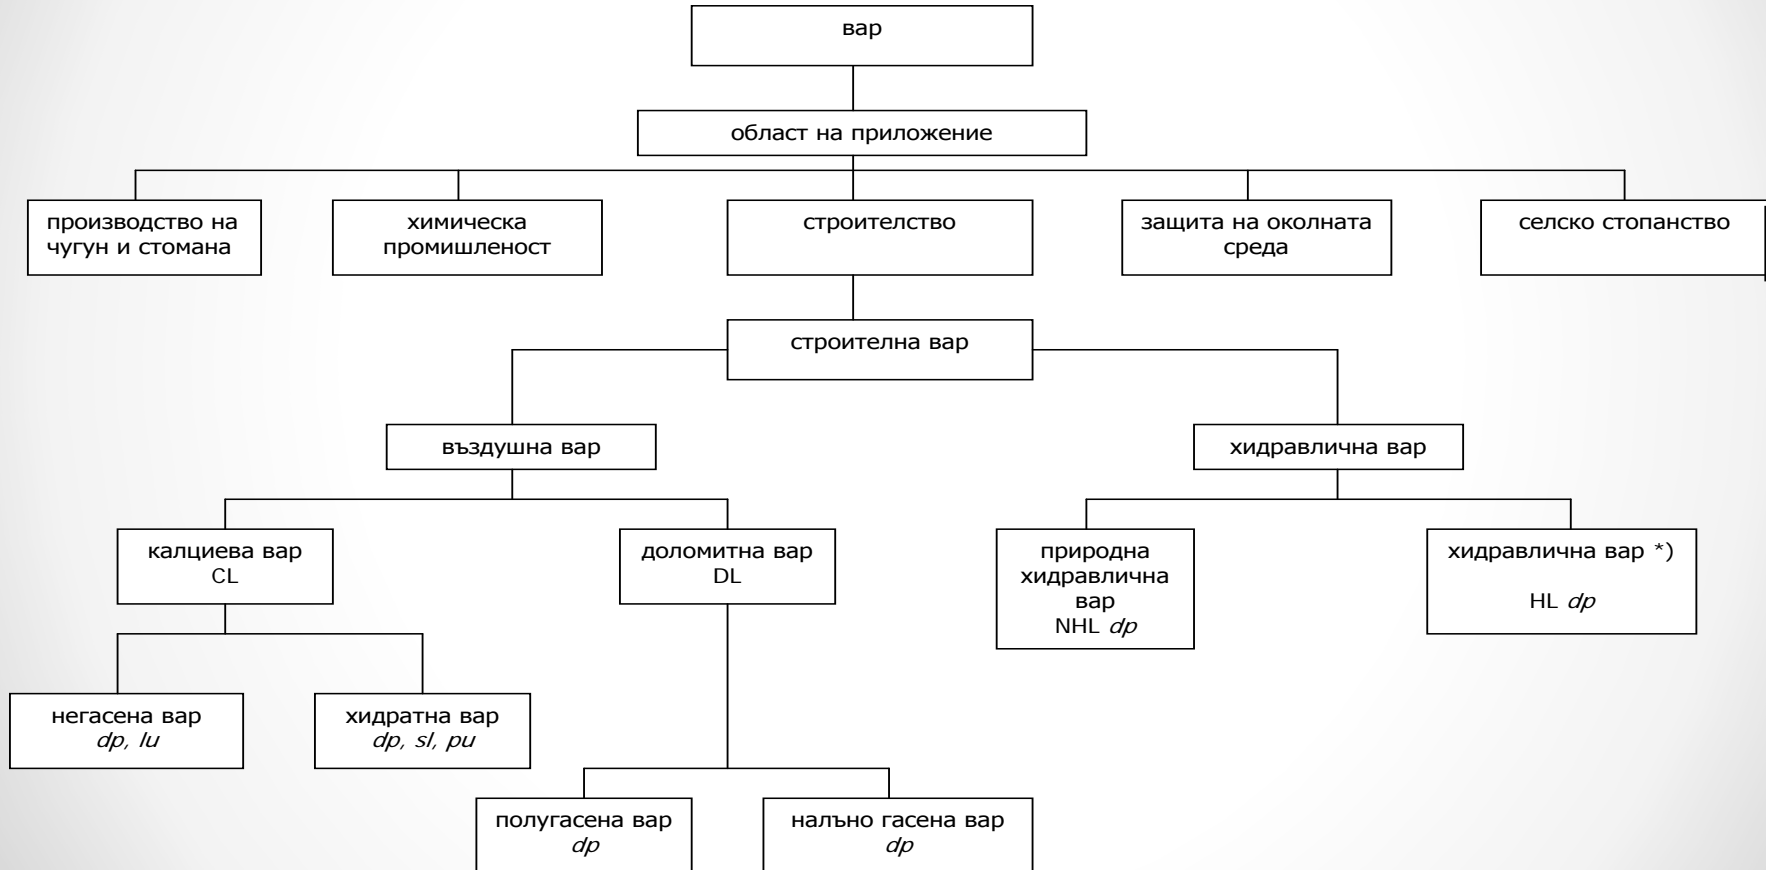 вар
област на приложение
производство на
чугун и стомана
химическа
промишленост
строителство
защита на околната
среда
селско стопанство
строителна вар
въздушна вар
хидравлична вар
калциева вар
CL
доломитна вар
DL
природна
хидравлична
вар
NHL dp
хидравлична вар *)
HL dp
негасена вар
dp, lu
хидратна вар
dp, sl, pu
полугасена вар
dp
налъно гасена вар
dp